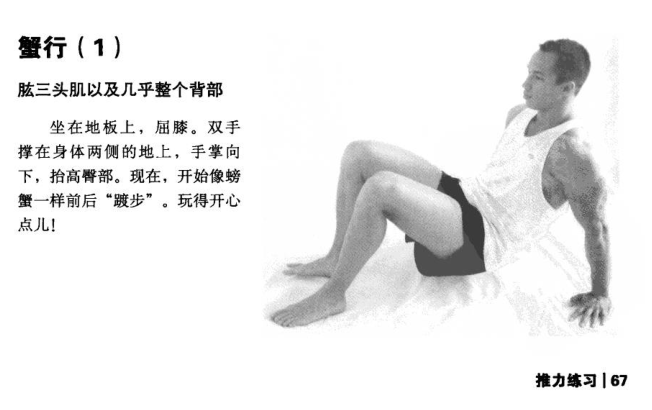 蟹行（1）
肱三头肌以及几乎整个背部
坐在地板上，屈膝。双手
撑在身体两侧的地上，手掌向
下，抬高臀部。现在，开始像螃
蟹一样前后“踱步”。玩得开心
点儿！
推力练习|67